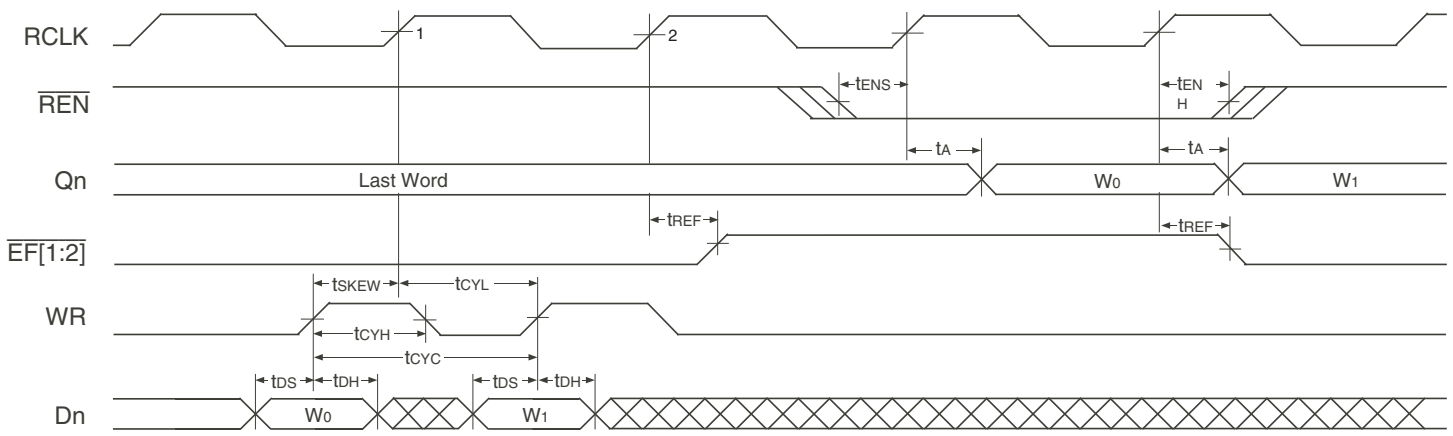 RCLK 1 2
REN tENS tEN
H
tA tA
Qn Last Word W0 W1
tREF tREF
EF[1:2]
tSKEW tCYL
WR
tCYH
tCYC
tDS tDH tDS tDH
Dn W0 W1